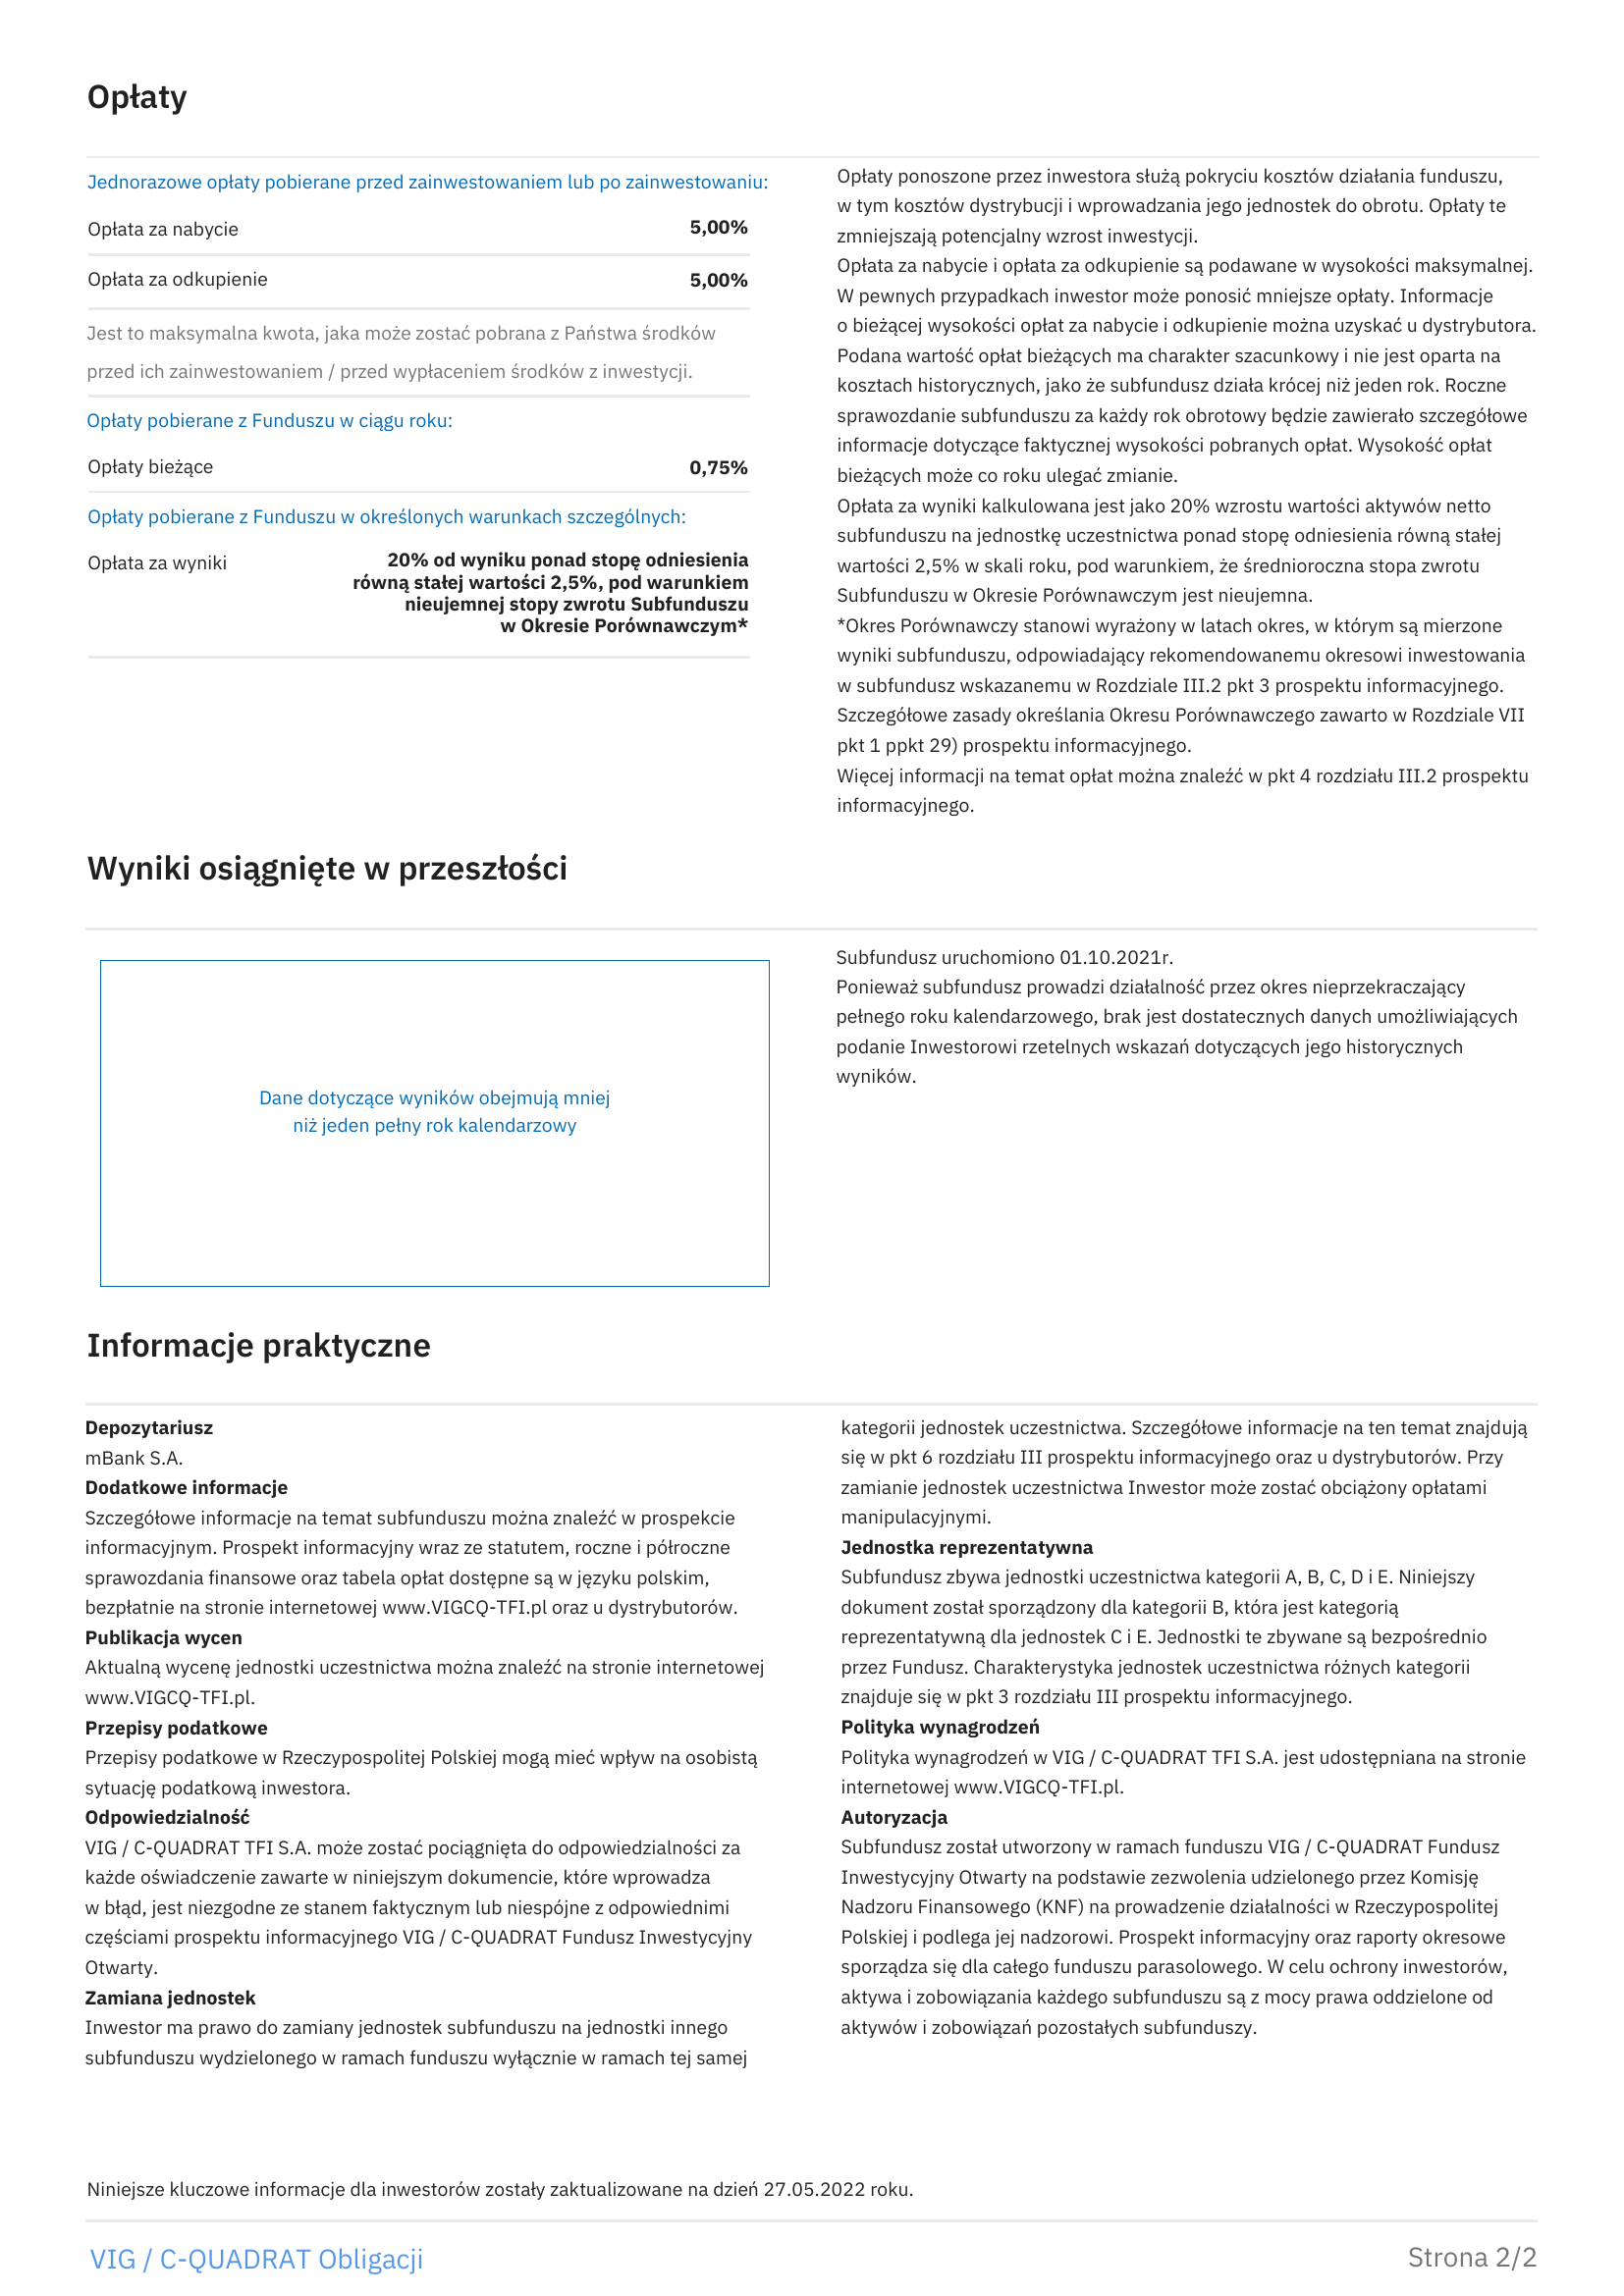 Opłaty
Jednorazowe opłaty pobierane przed zainwestowaniem lub po zainwestowaniu:
Opłata za nabycie 5,00%
Opłata za odkupienie 5,00%
Jest to maksymalna kwota, jaka może zostać pobrana z Państwa środków
przed ich zainwestowaniem / przed wypłaceniem środków z inwestycji.
Opłaty pobierane z Funduszu w ciągu roku:
Opłaty bieżące 0,75%
Opłaty pobierane z Funduszu w określonych warunkach szczególnych:
Opłata za wyniki 20% od wyniku ponad stopę odniesienia
równą stałej wartości 2,5%, pod warunkiem
nieujemnej stopy zwrotu Subfunduszu
w Okresie Porównawczym*
Opłaty ponoszone przez inwestora służą pokryciu kosztów działania funduszu,
w tym kosztów dystrybucji i wprowadzania jego jednostek do obrotu. Opłaty te
zmniejszają potencjalny wzrost inwestycji.
Opłata za nabycie i opłata za odkupienie są podawane w wysokości maksymalnej.
W pewnych przypadkach inwestor może ponosić mniejsze opłaty. Informacje
o bieżącej wysokości opłat za nabycie i odkupienie można uzyskać u dystrybutora.
Podana wartość opłat bieżących ma charakter szacunkowy i nie jest oparta na
kosztach historycznych, jako że subfundusz działa krócej niż jeden rok. Roczne
sprawozdanie subfunduszu za każdy rok obrotowy będzie zawierało szczegółowe
informacje dotyczące faktycznej wysokości pobranych opłat. Wysokość opłat
bieżących może co roku ulegać zmianie.
Opłata za wyniki kalkulowana jest jako 20% wzrostu wartości aktywów netto
subfunduszu na jednostkę uczestnictwa ponad stopę odniesienia równą stałej
wartości 2,5% w skali roku, pod warunkiem, że średnioroczna stopa zwrotu
Subfunduszu w Okresie Porównawczym jest nieujemna.
*Okres Porównawczy stanowi wyrażony w latach okres, w którym są mierzone
wyniki subfunduszu, odpowiadający rekomendowanemu okresowi inwestowania
w subfundusz wskazanemu w Rozdziale III.2 pkt 3 prospektu informacyjnego.
Szczegółowe zasady określania Okresu Porównawczego zawarto w Rozdziale VII
pkt 1 ppkt 29) prospektu informacyjnego.
Więcej informacji na temat opłat można znaleźć w pkt 4 rozdziału III.2 prospektu
informacyjnego.
Wyniki osiągnięte w przeszłości
Dane dotyczące wyników obejmują mniej
niż jeden pełny rok kalendarzowy
Subfundusz uruchomiono 01.10.2021r.
Ponieważ subfundusz prowadzi działalność przez okres nieprzekraczający
pełnego roku kalendarzowego, brak jest dostatecznych danych umożliwiających
podanie Inwestorowi rzetelnych wskazań dotyczących jego historycznych
wyników.
Informacje praktyczne
Depozytariusz
mBank S.A.
Dodatkowe informacje
Szczegółowe informacje na temat subfunduszu można znaleźć w prospekcie
informacyjnym. Prospekt informacyjny wraz ze statutem, roczne i półroczne
sprawozdania finansowe oraz tabela opłat dostępne są w języku polskim,
bezpłatnie na stronie internetowej www.VIGCQ-TFI.pl oraz u dystrybutorów.
Publikacja wycen
Aktualną wycenę jednostki uczestnictwa można znaleźć na stronie internetowej
www.VIGCQ-TFI.pl.
Przepisy podatkowe
Przepisy podatkowe w Rzeczypospolitej Polskiej mogą mieć wpływ na osobistą
sytuację podatkową inwestora.
Odpowiedzialność
VIG / C-QUADRAT TFI S.A. może zostać pociągnięta do odpowiedzialności za
każde oświadczenie zawarte w niniejszym dokumencie, które wprowadza
w błąd, jest niezgodne ze stanem faktycznym lub niespójne z odpowiednimi
częściami prospektu informacyjnego VIG / C-QUADRAT Fundusz Inwestycyjny
Otwarty.
Zamiana jednostek
Inwestor ma prawo do zamiany jednostek subfunduszu na jednostki innego
subfunduszu wydzielonego w ramach funduszu wyłącznie w ramach tej samej
kategorii jednostek uczestnictwa. Szczegółowe informacje na ten temat znajdują
się w pkt 6 rozdziału III prospektu informacyjnego oraz u dystrybutorów. Przy
zamianie jednostek uczestnictwa Inwestor może zostać obciążony opłatami
manipulacyjnymi.
Jednostka reprezentatywna
Subfundusz zbywa jednostki uczestnictwa kategorii A, B, C, D i E. Niniejszy
dokument został sporządzony dla kategorii B, która jest kategorią
reprezentatywną dla jednostek C i E. Jednostki te zbywane są bezpośrednio
przez Fundusz. Charakterystyka jednostek uczestnictwa różnych kategorii
znajduje się w pkt 3 rozdziału III prospektu informacyjnego.
Polityka wynagrodzeń
Polityka wynagrodzeń w VIG / C-QUADRAT TFI S.A. jest udostępniana na stronie
internetowej www.VIGCQ-TFI.pl.
Autoryzacja
Subfundusz został utworzony w ramach funduszu VIG / C-QUADRAT Fundusz
Inwestycyjny Otwarty na podstawie zezwolenia udzielonego przez Komisję
Nadzoru Finansowego (KNF) na prowadzenie działalności w Rzeczypospolitej
Polskiej i podlega jej nadzorowi. Prospekt informacyjny oraz raporty okresowe
sporządza się dla całego funduszu parasolowego. W celu ochrony inwestorów,
aktywa i zobowiązania każdego subfunduszu są z mocy prawa oddzielone od
aktywów i zobowiązań pozostałych subfunduszy.
Niniejsze kluczowe informacje dla inwestorów zostały zaktualizowane na dzień 27.05.2022 roku.
VIG / C-QUADRAT Obligacji
Strona 2/2